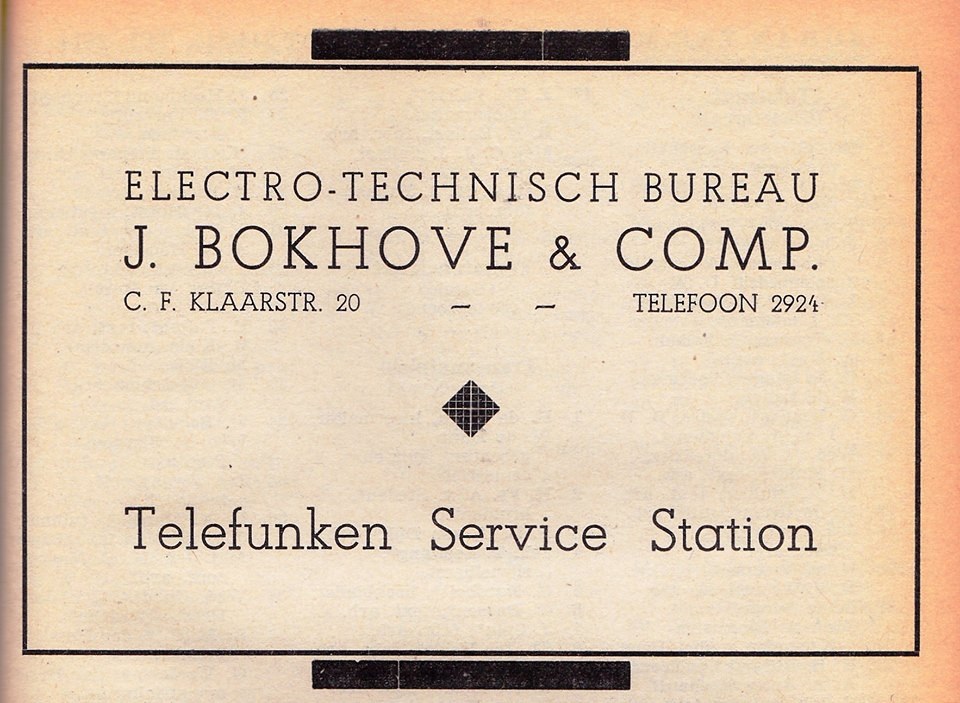 ELECTRO-TECHNISCH BUREAU
J. BOKHOVE & COMP.
C. F. KLAARSTR. 20 — — TELEFOON 2924
Telefunken Service Station